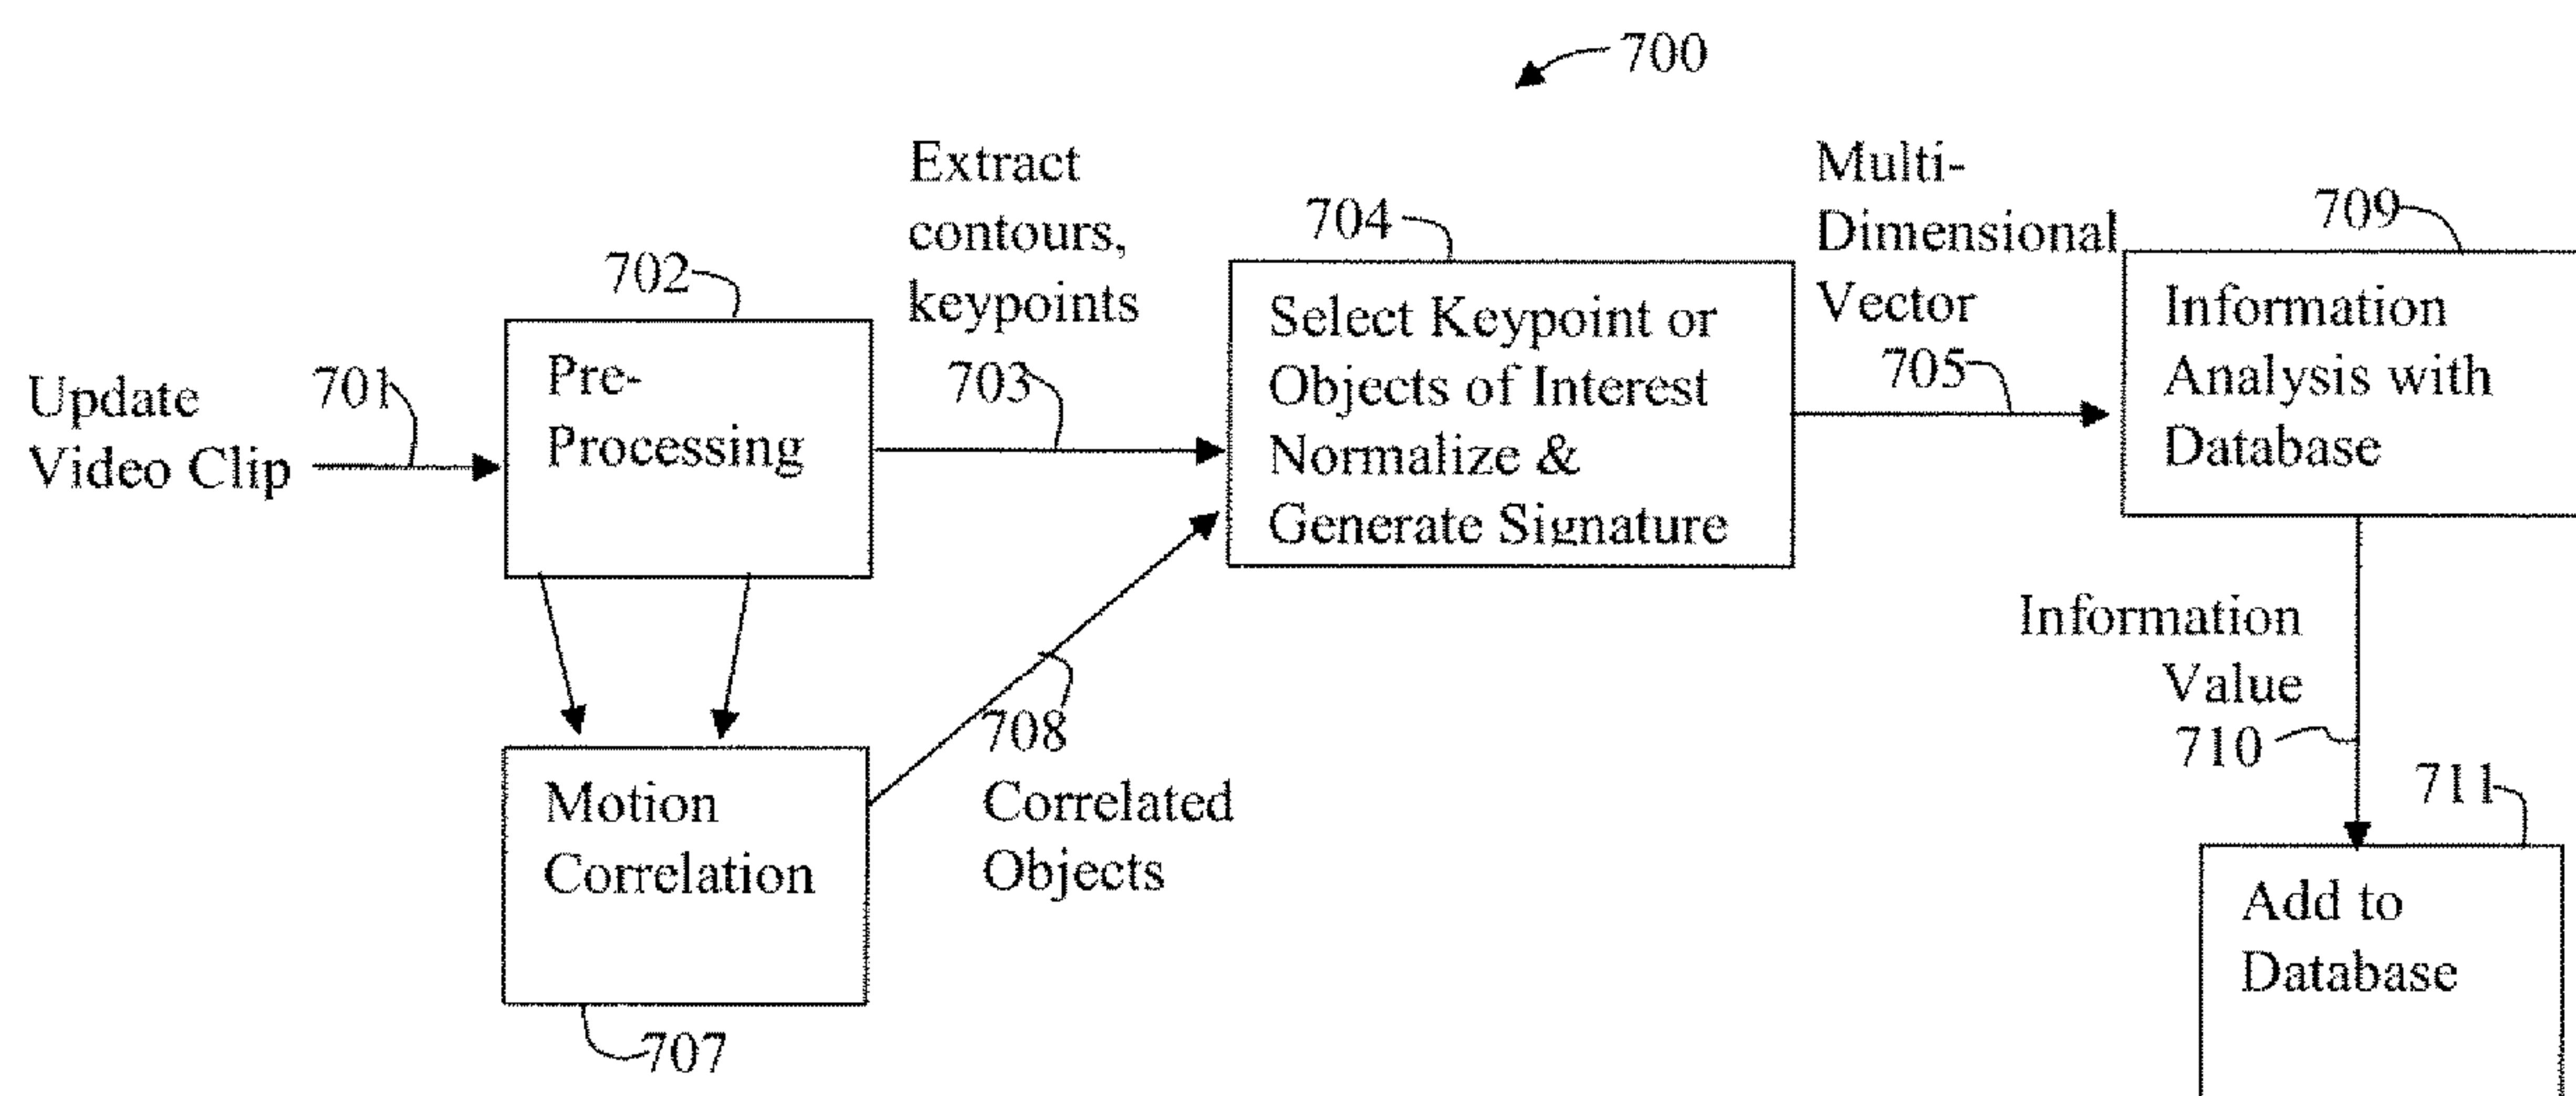 700
Extract
contours,
keypoints
703
Multi-
Dimensional
Vector
705
704
709
702
Update
Video Clip
701
Pre-
Processing
Select Keypoint or
Objects of Interest
Normalize &
Generate Signature
Information
Analysis with
Database
Information
Value
710
708
Correlated
Objects
711
Motion
Correlation
707
Add to
Database